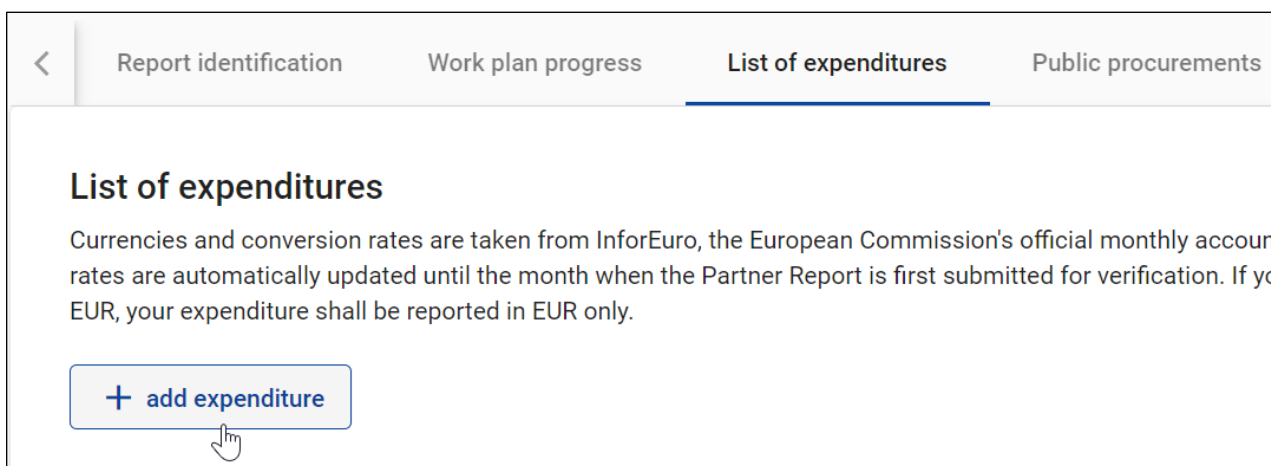 Report identification Work plan progress List of expenditures Public procurements
List of expenditures
Currencies and conversion rates are taken from InforEuro, the European Commission's official monthly
rates are automatically updated until the month when the Partner Report is first submitted for verification. If
EUR, your expenditure shall be reported in EUR only.
+ add expenditure